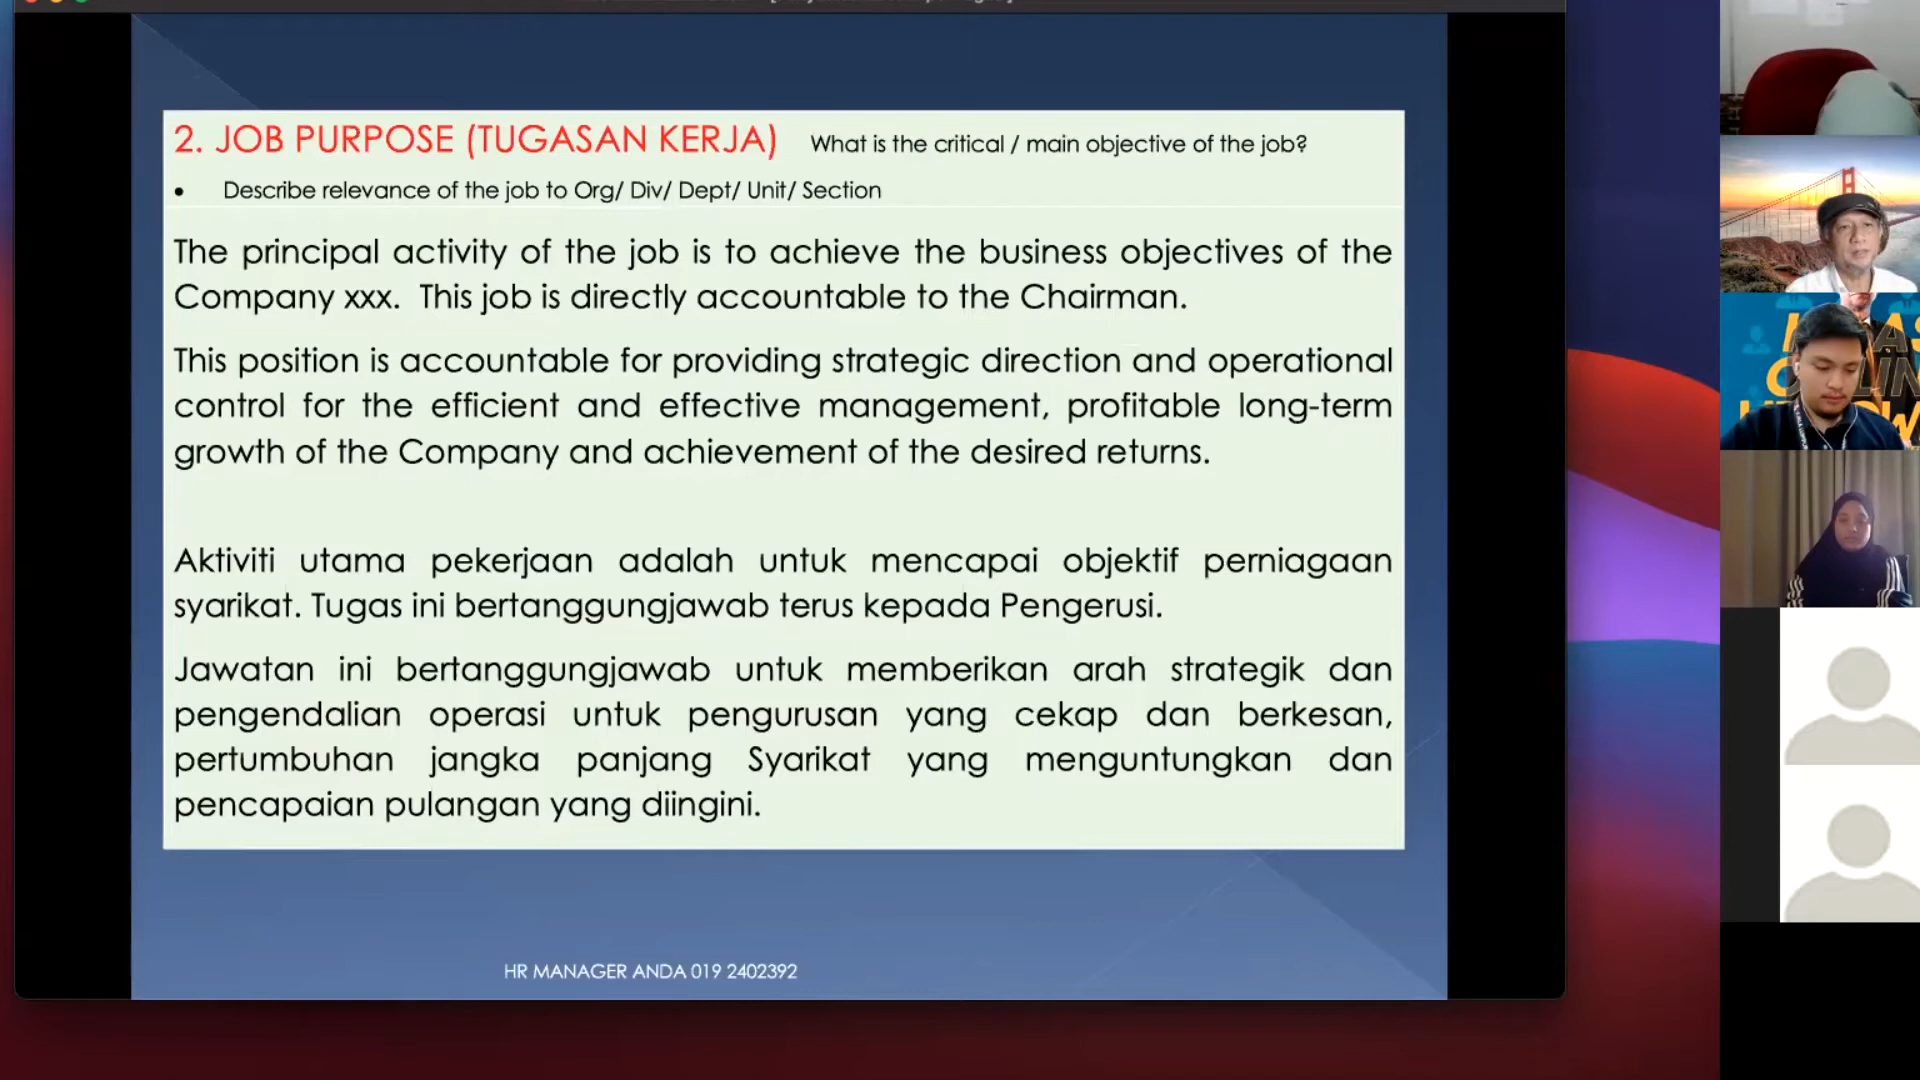 2. JOB PURPOSE (TUGASAN KERJA) What is the critical / main objective of the job?
• Describe relevance of the job to Org/ Div/ Dept/ Unit/ Section
The principal activity of the job is to achieve the business objectives of the
Company xxx. This job is directly accountable to the Chairman.
This position is accountable for providing strategic direction and operational
control for the efficient and effective management, profitable long-term
growth of the Company and achievement of the desired returns.
Aktiviti utama pekerjaan adalah untuk mencapai objektif perniagaan
syarikat. Tugas ini bertanggungjawab terus kepada Pengerusi.
Jawatan ini bertanggungjawab untuk memberikan arah strategik dan
pengendalian operasi untuk pengurusan yang cekap dan berkesan,
pertumbuhan jangka panjang Syarikat yang menguntungkan dan
pencapaian pulangan yang diingini.
HR MANAGER ANDA 019 2402392